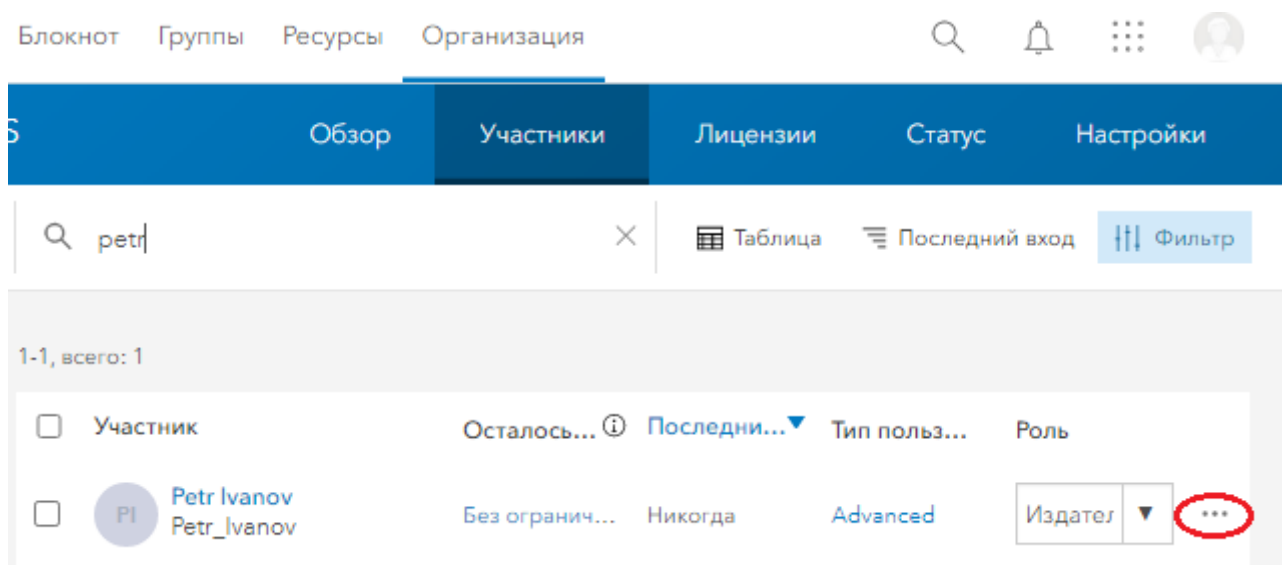 Блокнот Группы Ресурсы Организация
S Обзор Участники Лицензии Статус Настройки
petr Таблица Последний вход Фильтр
1-1, всего: 1
Участник Осталось... Последни... Тип польз... Роль
PI Petr Ivanov Без огранич... Никогда Advanced Издател
Petr_Ivanov